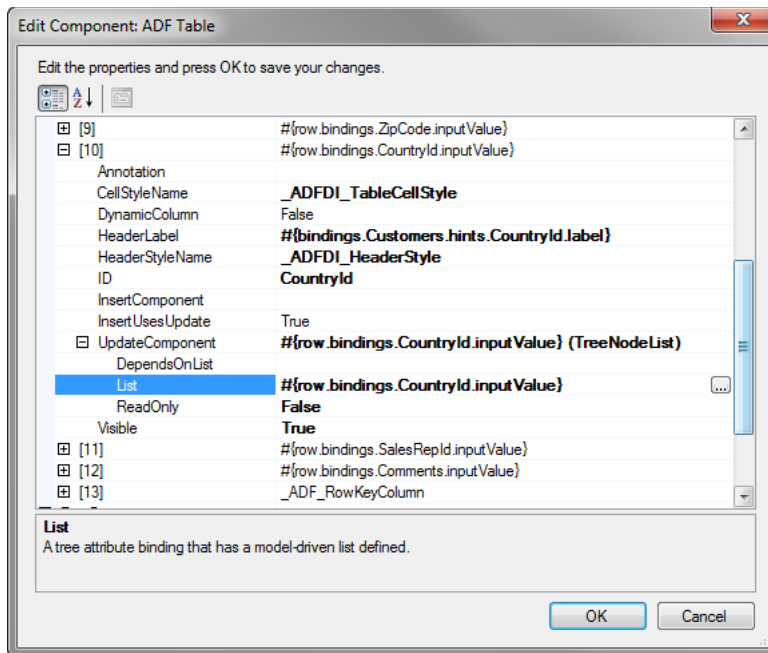 Edit Component: ADF Table
Edit the properties and press OK to save your changes.
[9] #{row.bindings.ZipCode.inputValue}
[10] #{row.bindings.CountryId.inputValue}
Annotation
CellStyleName _ADFDI_TableCellStyle
DynamicColumn False
HeaderLabel #{bindings.Customers.hints.CountryId.label}
HeaderStyleName _ADFDI_HeaderStyle
ID CountryId
InsertComponent
InsertUsesUpdate True
UpdateComponent #{row.bindings.CountryId.inputValue} (TreeNodeList)
DependsOnList
List #{row.bindings.CountryId.inputValue} ...
ReadOnly False
Visible True
[11] #{row.bindings.SalesRepId.inputValue}
[12] #{row.bindings.Comments.inputValue}
[13] _ADF_RowKeyColumn
List
A tree attribute binding that has a model-driven list defined.
OK Cancel